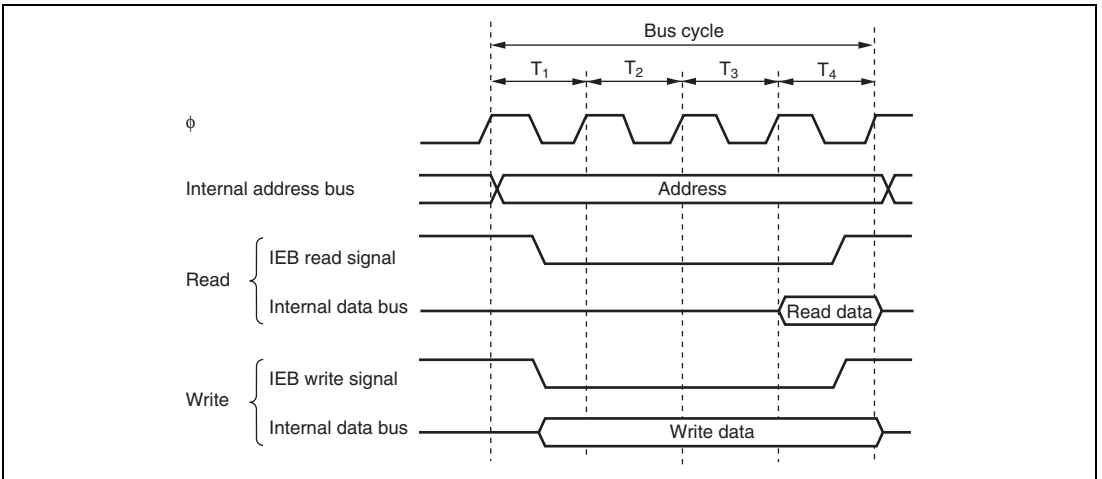 Bus cycle
T1 T2 T3 T4
φ
Internal address bus Address
IEB read signal
Read
Internal data bus Read data
IEB write signal
Write
Internal data bus Write data